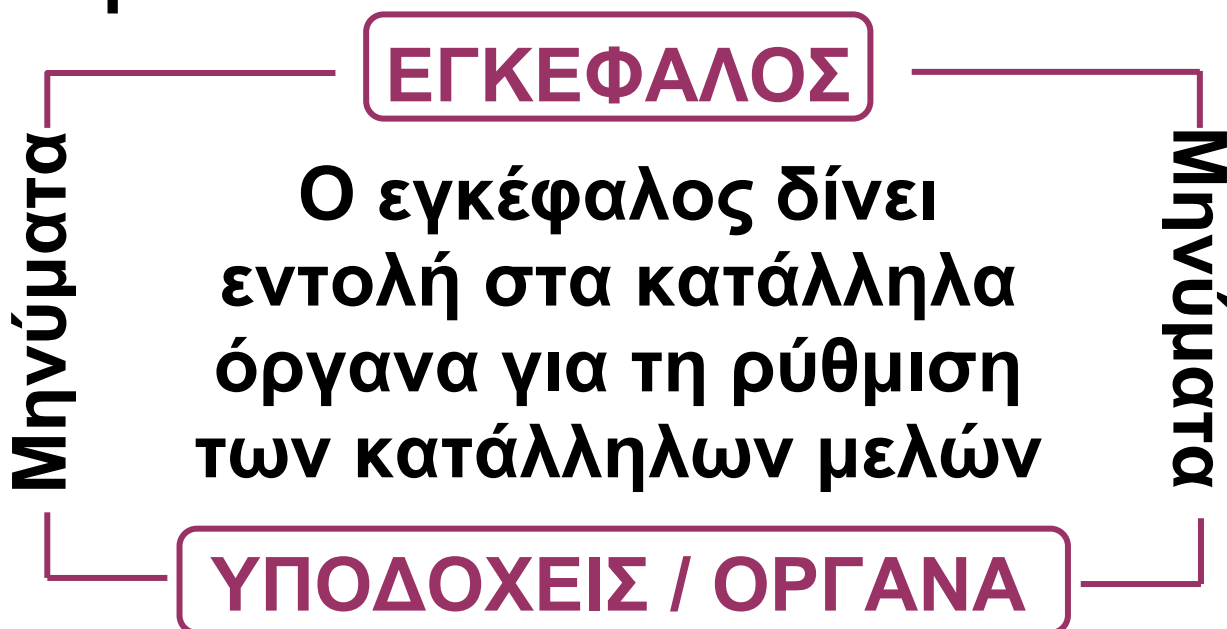 ΕΓΚΕΦΑΛΟΣ
Μηνύματα
Ο εγκέφαλος δίνει
εντολή στα κατάλληλα
όργανα για τη ρύθμιση
των κατάλληλων μελών
Μηνύματα
ΥΠΟΔΟΧΕΙΣ / ΟΡΓΑΝΑ